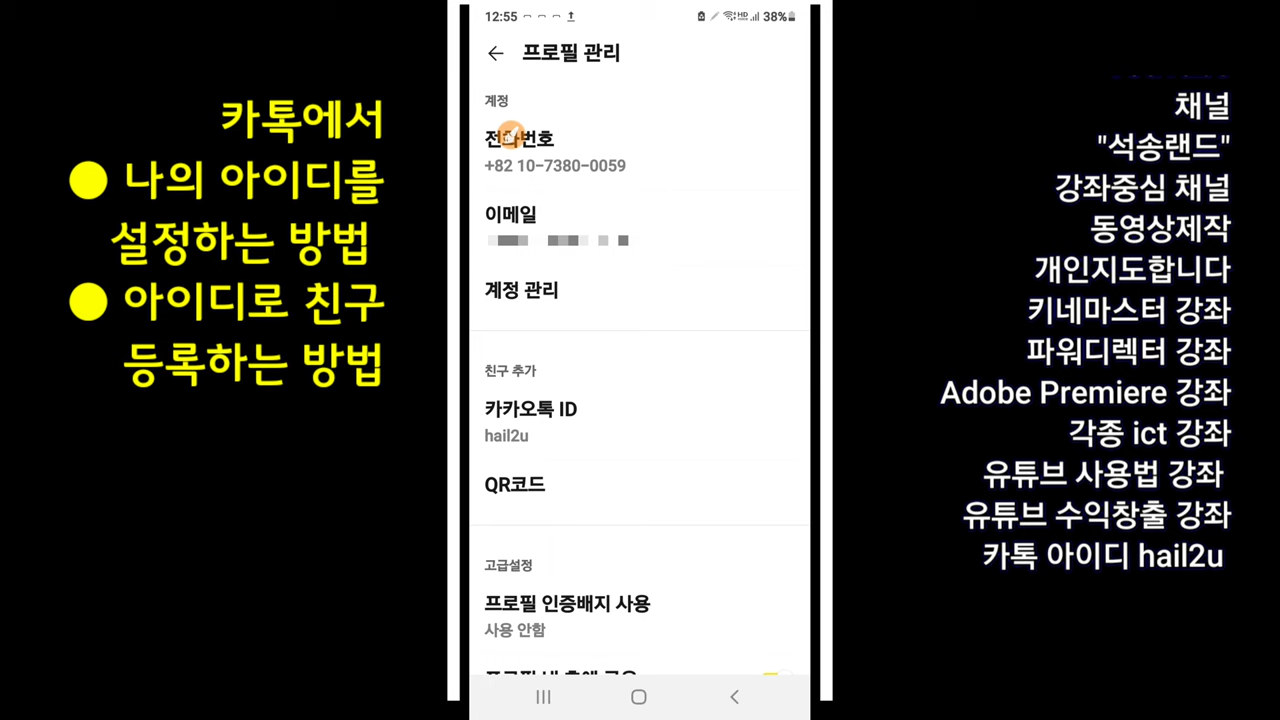 카톡에서
● 나의 아이디를
설정하는 방법
● 아이디로 친구
등록하는 방법
12:55
38%
← 프로필 관리
계정
전화번호
+82 10-7380-0059
이메일
계정 관리
친구 추가
카카오톡 ID
hail2u
QR코드
고급설정
프로필 인증배지 사용
사용 안함
채널
"석송랜드"
강좌중심 채널
동영상제작
개인지도합니다
키네마스터 강좌
파워디렉터 강좌
Adobe Premiere 강좌
각종 ict 강좌
유튜브 사용법 강좌
유튜브 수익창출 강좌
카톡 아이디 hail2u